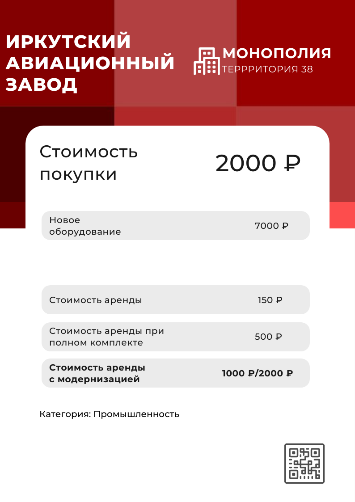 ИРКУТСКИЙ
АВИАЦИОННЫЙ
ЗАВОД
МОНОПОЛИЯ
ТЕРРРИТОРИЯ 38
Стоимость
покупки
2000 ₽
Новое
оборудование
7000 ₽
Стоимость аренды
150 ₽
Стоимость аренды при
полном комплекте
500 ₽
Стоимость аренды
с модернизацией
1000 ₽/2000 ₽
Категория: Промышленность